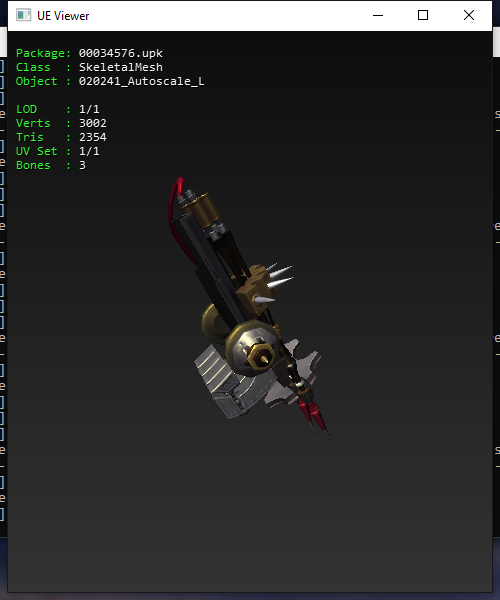 UE Viewer
Package: 00034576.upk
Class : SkeletalMesh
Object : 020241_Autoscale_L
LOD : 1/1
Verts : 3002
Tris : 2354
UV Set : 1/1
Bones : 3